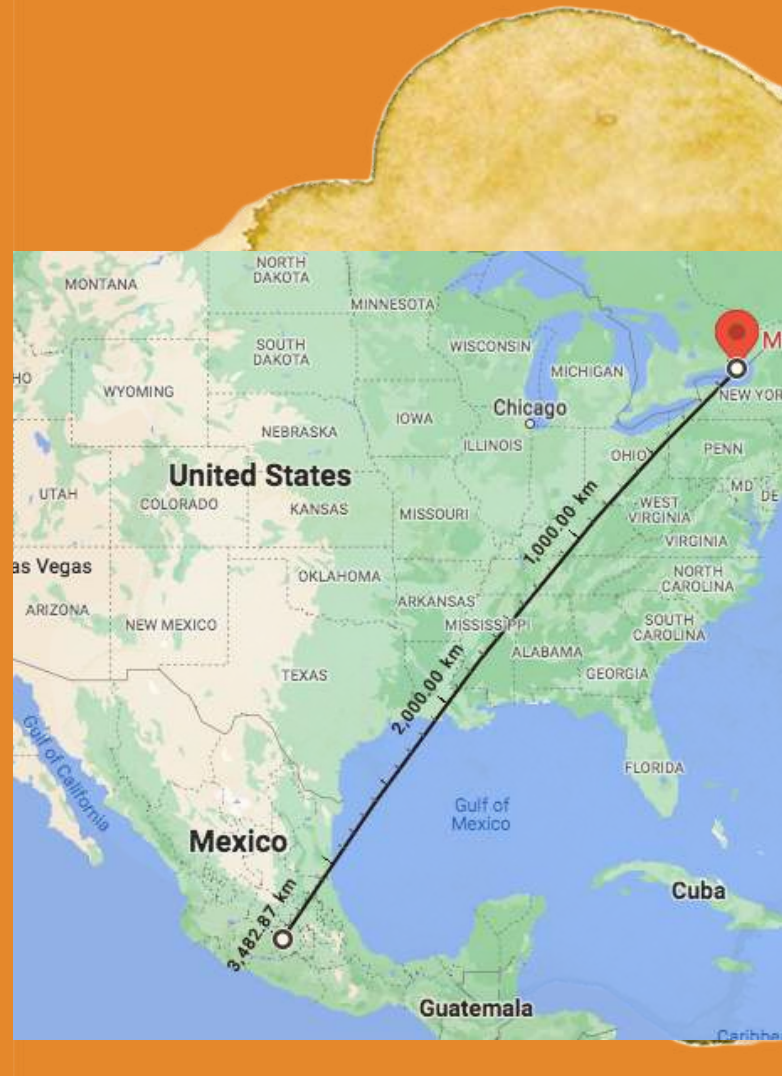 NORTH
DAKOTA
MONTANA
MINNESOTA
SOUTH
DAKOTA
WISCONSIN
M
MICHIGAN
HO
WYOMING
NEW YOR
Chicago
IOWA
NEBRASKA
ILLINOIS
OHIO
PENN
United States
MD
DE
UTAH
COLORADO
KANSAS
MISSOURI
WEST
VIRGINIA
1,000.00 km
VIRGINIA
as Vegas
OKLAHOMA
NORTH
CAROLINA
ARKANSAS
ARIZONA
NEW MEXICO
MISSISSIPPI
SOUTH
CAROLINA
ALABAMA
TEXAS
GEORGIA
2,000.00 km
Gulf of California
FLORIDA
Gulf of
Mexico
Mexico
Cuba
3,482.87 km
Guatemala
Caribbe